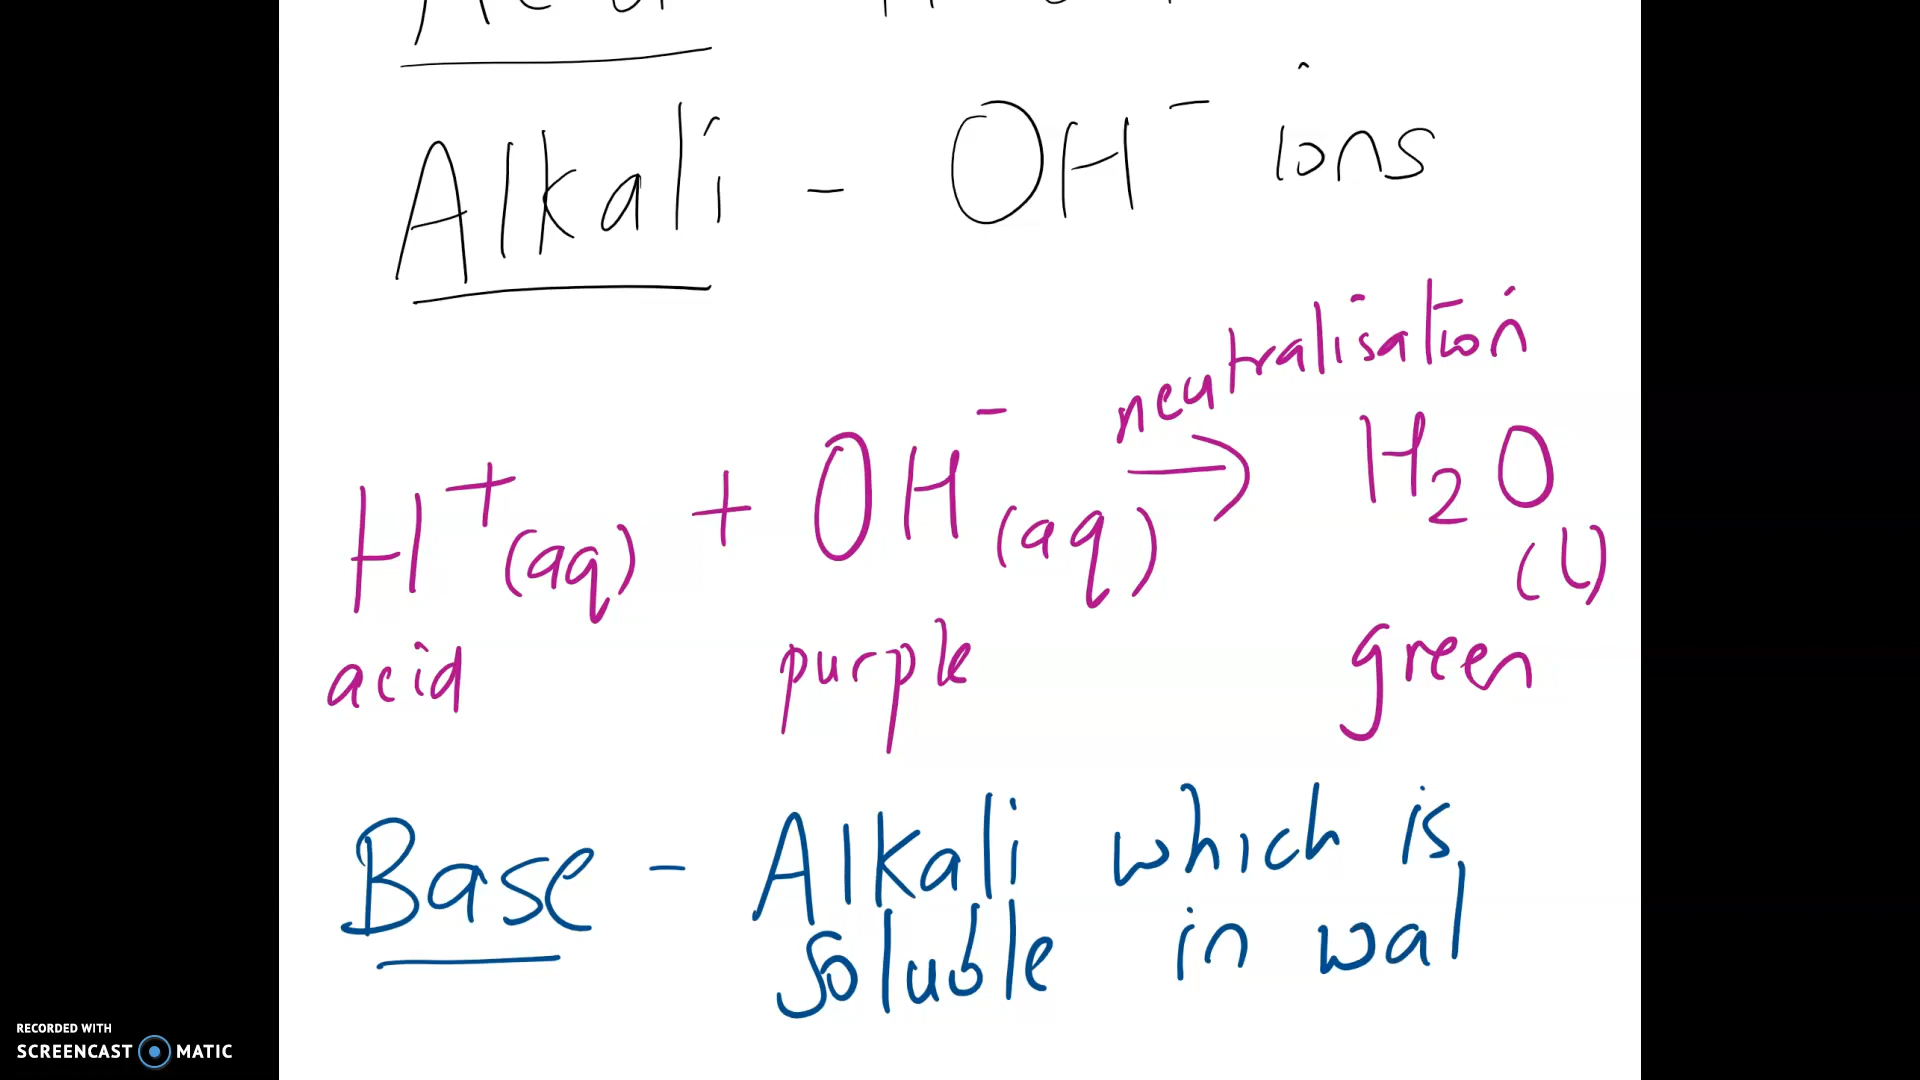 Alkali - OH⁻ ions
neutralisation
H⁺(aq) + OH⁻(aq) → H₂O (l)
acid purple green
Base - Alkali which is
soluble in wat
RECORDED WITH
SCREENCAST MATIC